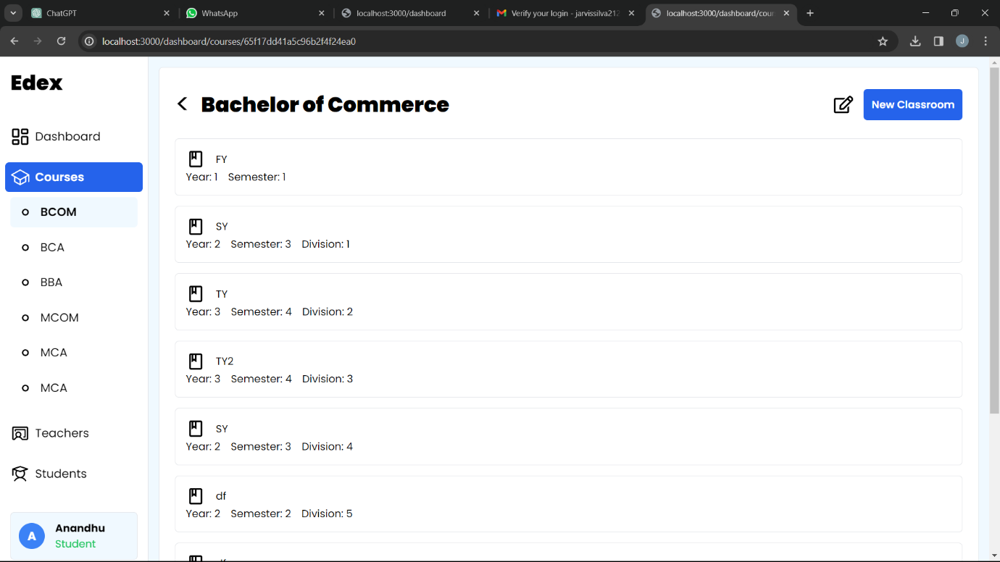 ChatGPT
WhatsApp
localhost:3000/dashboard
Verify your login - jarvissilva212
localhost:3000/dashboard/cour
localhost:3000/dashboard/courses/65f17dd41a5c96b2f4f24ea0
J
Edex
Dashboard
Courses
BCOM
BCA
BBA
MCOM
MCA
MCA
Teachers
Students
A
Anandhu
Student
Bachelor of Commerce
New Classroom
FY
Year: 1 Semester: 1
SY
Year: 2 Semester: 3 Division: 1
TY
Year: 3 Semester: 4 Division: 2
TY2
Year: 3 Semester: 4 Division: 3
SY
Year: 2 Semester: 3 Division: 4
df
Year: 2 Semester: 2 Division: 5